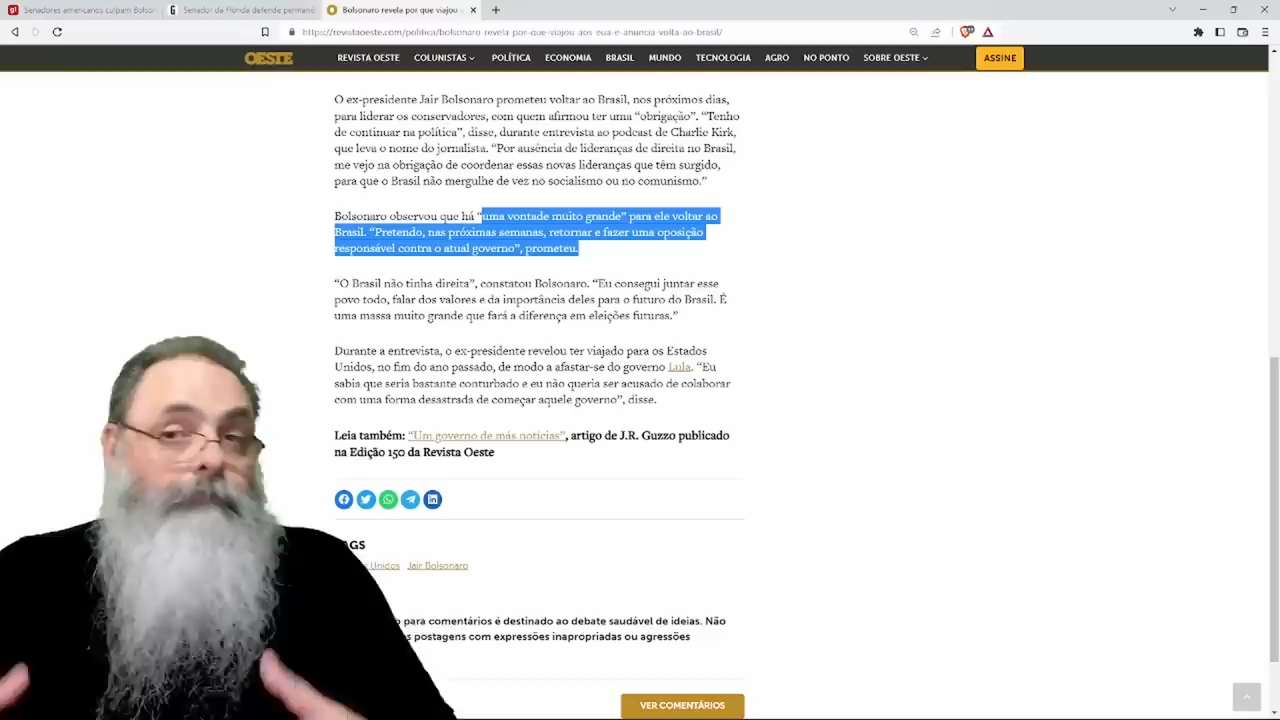 Senadores americanos culpam Bolson
Senador da Flórida defende permanê
Bolsonaro revela por que viajou
https://revistaoeste.com/politica/bolsonaro-revela-por-que-viajou-aos-eua-e-anuncia-volta-ao-brasil/
OESTE
REVISTA OESTE COLUNISTAS POLÍTICA ECONOMIA BRASIL MUNDO TECNOLOGIA AGRO NO PONTO SOBRE OESTE ASSINE
O ex-presidente Jair Bolsonaro prometeu voltar ao Brasil, nos próximos dias,
para liderar os conservadores, com quem afirmou ter uma “obrigação”. “Tenho
de continuar na política”, disse, durante entrevista ao podcast de Charlie Kirk,
que leva o nome do jornalista. “Por ausência de lideranças de direita no Brasil,
me vejo na obrigação de coordenar essas novas lideranças que têm surgido,
para que o Brasil não mergulhe de vez no socialismo ou no comunismo.”
Bolsonaro observou que há “uma vontade muito grande” para ele voltar ao
Brasil. “Pretendo, nas próximas semanas, retornar e fazer uma oposição
responsável contra o atual governo”, prometeu.
“O Brasil não tinha direita”, constatou Bolsonaro. “Eu consegui juntar esse
povo todo, falar dos valores e da importância deles para o futuro do Brasil. É
uma massa muito grande que fará a diferença em eleições futuras.”
Durante a entrevista, o ex-presidente revelou ter viajado para os Estados
Unidos, no fim do ano passado, de modo a afastar-se do governo Lula. “Eu
sabia que seria bastante conturbado e eu não queria ser acusado de colaborar
com uma forma desastrada de começar aquele governo”, disse.
Leia também: “Um governo de más notícias”, artigo de J.R. Guzzo publicado
na Edição 150 da Revista Oeste
AGS
Unidos Jair Bolsonaro
para comentários é destinado ao debate saudável de ideias. Não
postagens com expressões inapropriadas ou agressões
VER COMENTÁRIOS